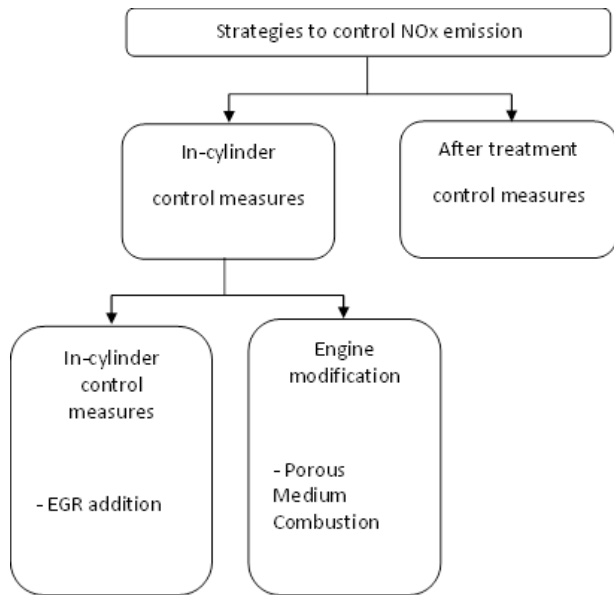 Strategies to control NOx emission
In-cylinder
control measures
After treatment
control measures
In-cylinder
control
measures
- EGR addition
Engine
modification
- Porous
Medium
Combustion